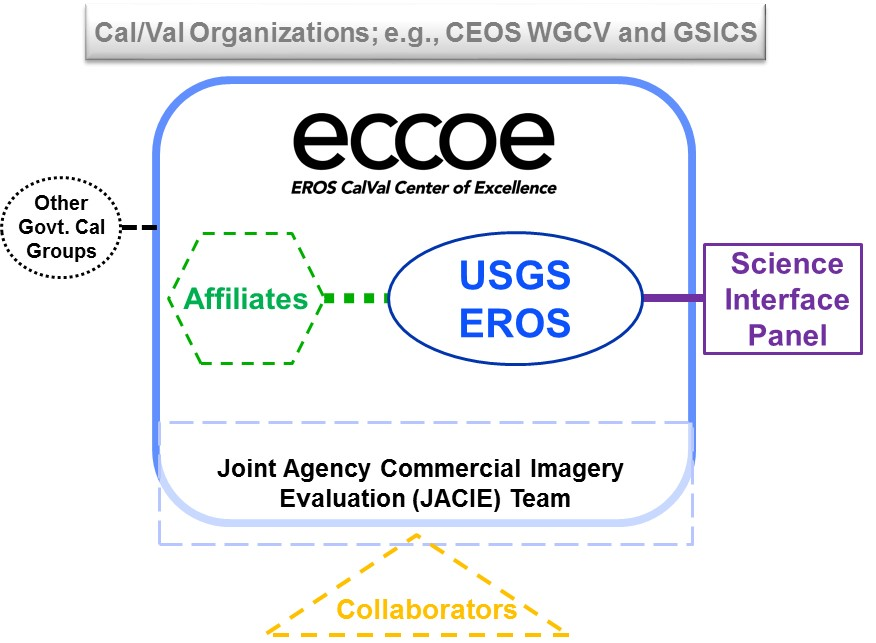 Cal/Val Organizations; e.g., CEOS WGCV and GSICS
eccoe
EROS CalVal Center of Excellence
Other
Govt. Cal
Groups
Affiliates
USGS
EROS
Science
Interface
Panel
Joint Agency Commercial Imagery
Evaluation (JACIE) Team
Collaborators